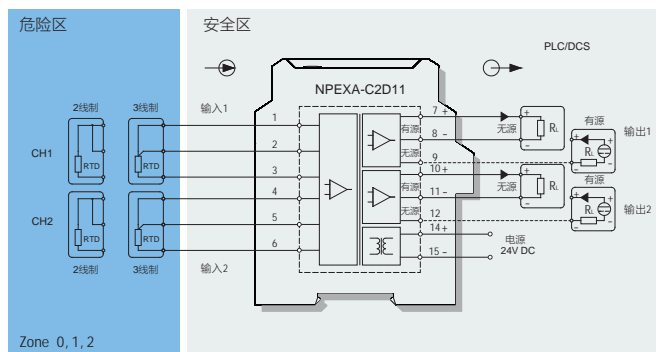 危险区
安全区
PLC/DCS
NPEXA-C2D11
2线制
3线制
输入1
CH1
RTD
RTD
CH2
RTD
RTD
2线制
3线制
输入2
1
2
3
4
5
6
7 +
有源
8 −
无源
9
10 +
有源
11 −
无源
12
14 +
15 −
无源
+
−
RL
有源
+
+
RL
−
−
输出1
无源
+
−
RL
有源
+
+
RL
−
−
输出2
电源
24V DC
Zone 0, 1, 2